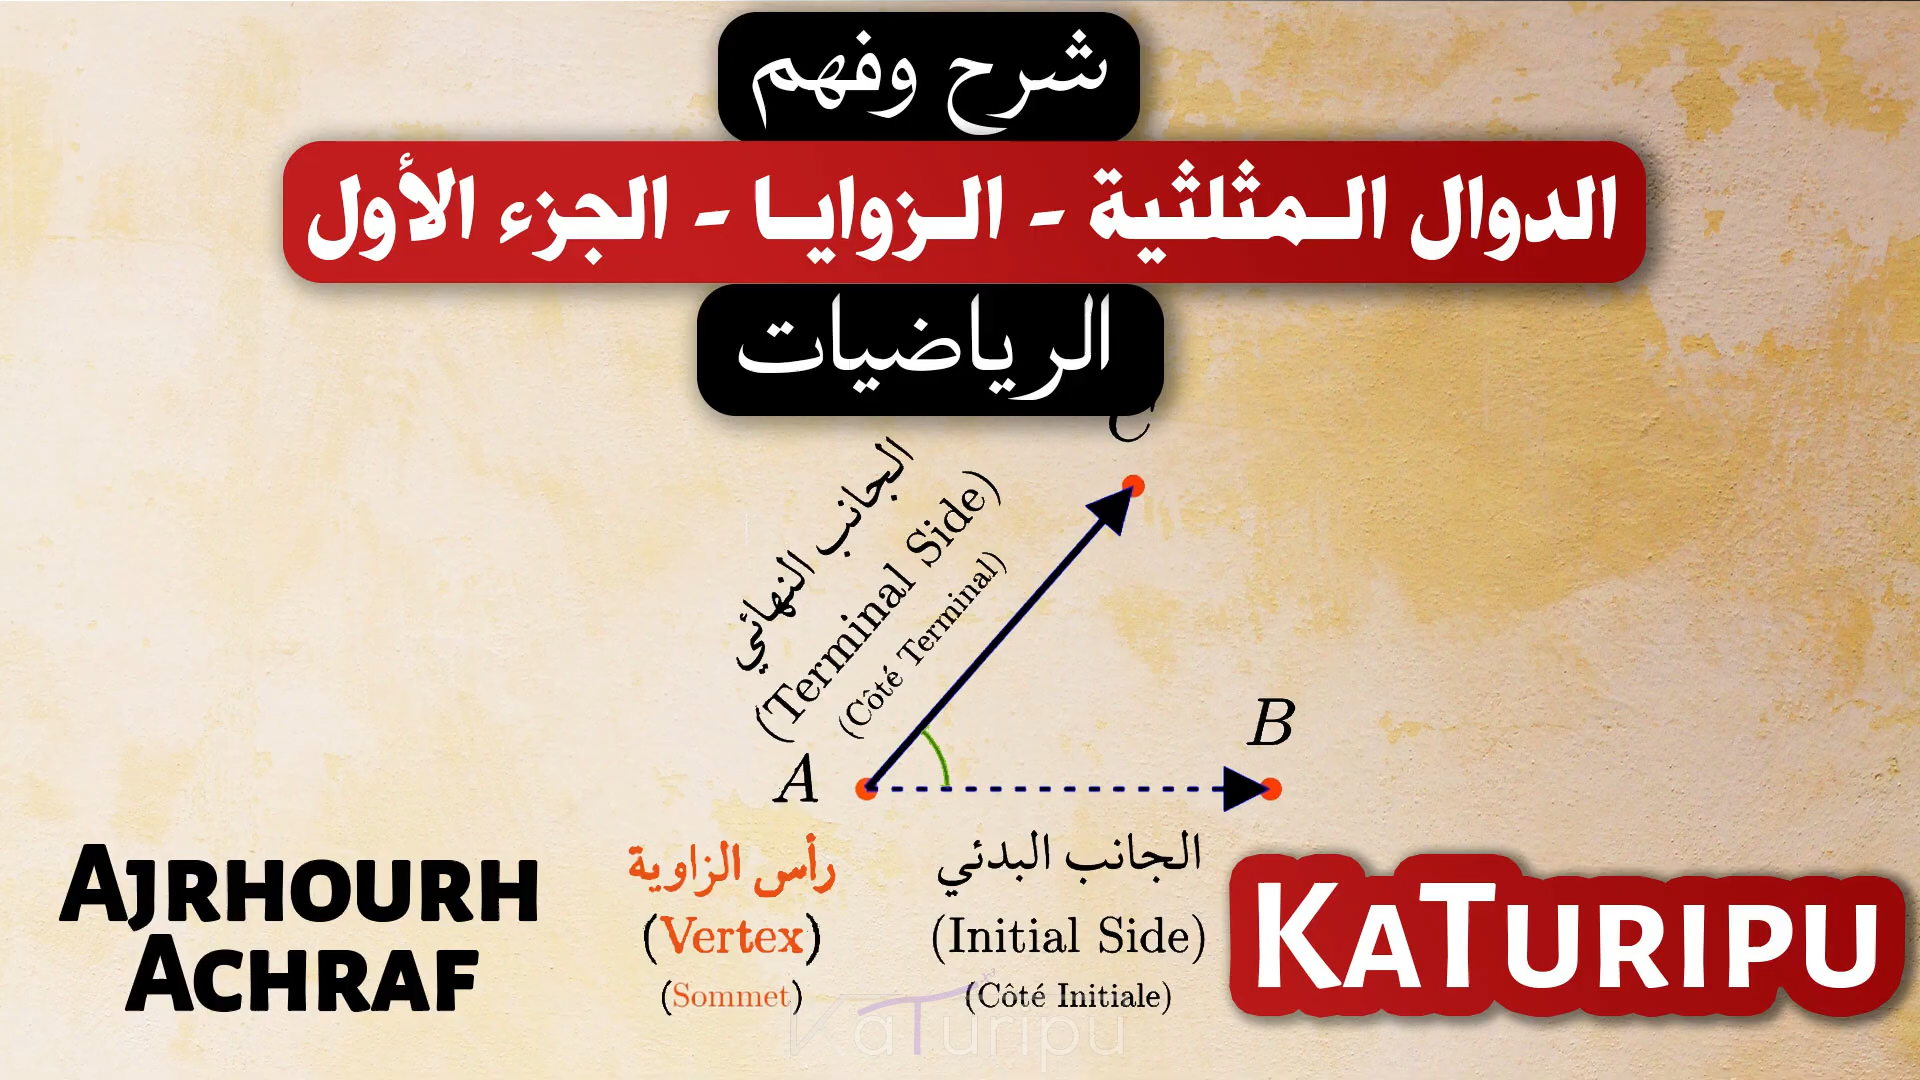 شرح وفهم
الدوال المثلثية - الزوايا - الجزء الأول
الرياضيات
C
الجانب النهائي
(Terminal Side)
(Côté Terminal)
B
A
رأس الزاوية
(Vertex)
(Sommet)
الجانب البدئي
(Initial Side)
(Côté Initiale)
AJRHOURH
ACHRAF
KATURIPU
KaTuripu